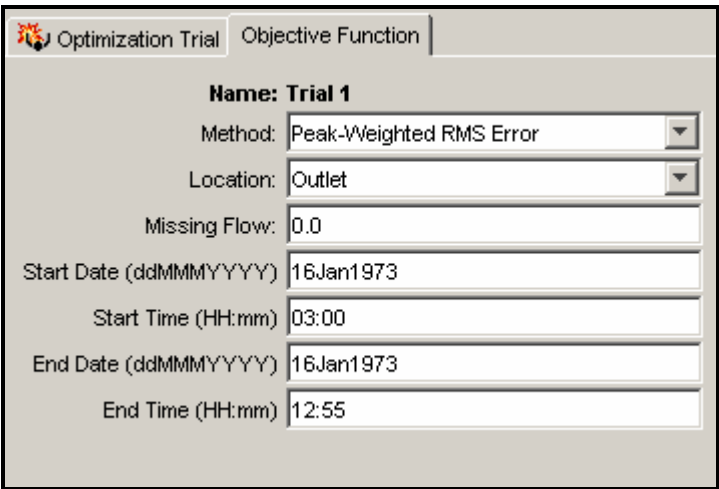 Optimization Trial Objective Function
Name: Trial 1
Method: Peak-Weighted RMS Error
Location: Outlet
Missing Flow: 0.0
Start Date (ddMMMYYYY) 16Jan1973
Start Time (HH:mm) 03:00
End Date (ddMMMYYYY) 16Jan1973
End Time (HH:mm) 12:55